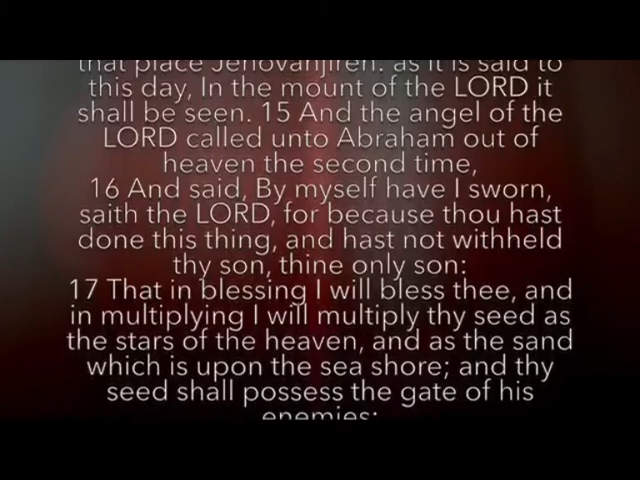 that place Jehovahjireh: as it is said to
this day, In the mount of the LORD it
shall be seen. 15 And the angel of the
LORD called unto Abraham out of
heaven the second time,
16 And said, By myself have I sworn,
saith the LORD, for because thou hast
done this thing, and hast not withheld
thy son, thine only son:
17 That in blessing I will bless thee, and
in multiplying I will multiply thy seed as
the stars of the heaven, and as the sand
which is upon the sea shore; and thy
seed shall possess the gate of his
enemies;